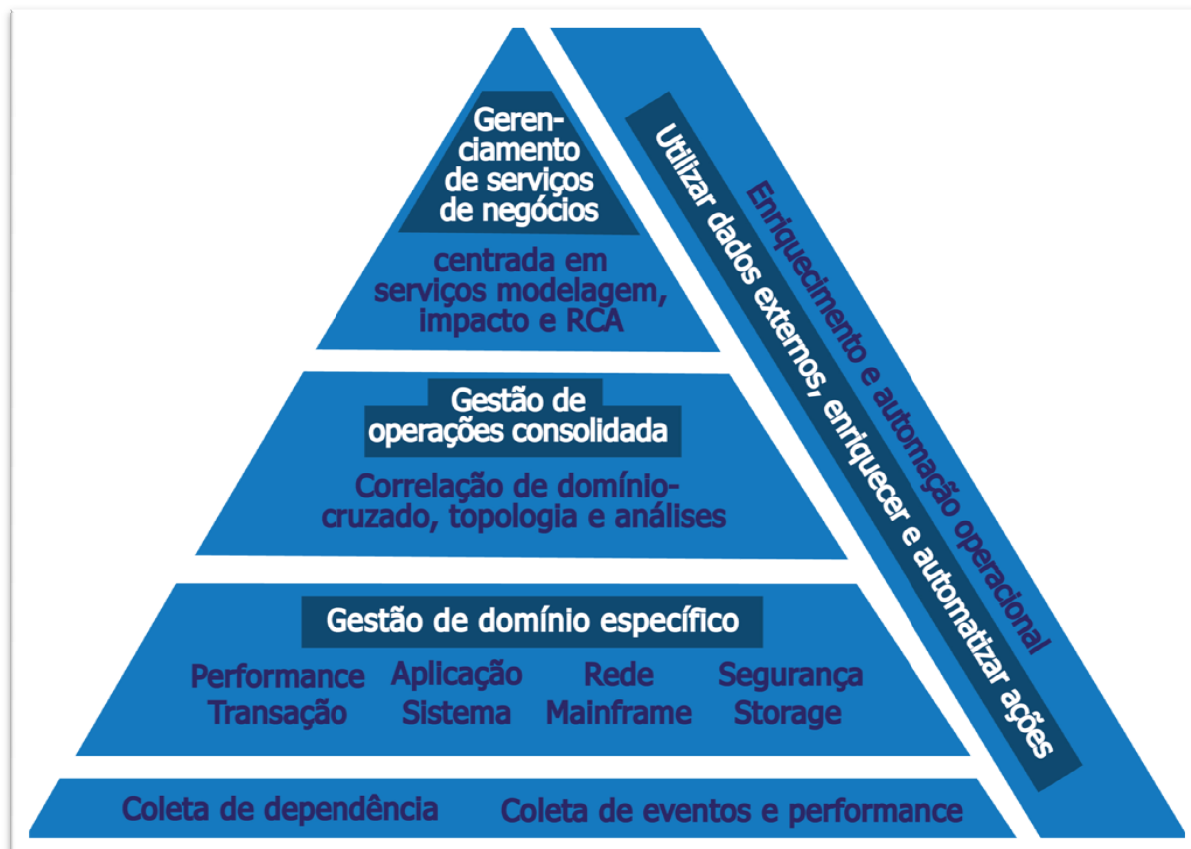 Geren-
ciamento
de serviços
de negócios
centrada em
serviços modelagem,
impacto e RCA
Gestão de
operações consolidada
Correlação de domínio-
cruzado, topologia e análises
Gestão de domínio específico
Performance Aplicação Rede Segurança
Transação Sistema Mainframe Storage
Coleta de dependência Coleta de eventos e performance
Utilizar dados externos, enriquecer e automatizar ações
Enriquecimento e automação operacional